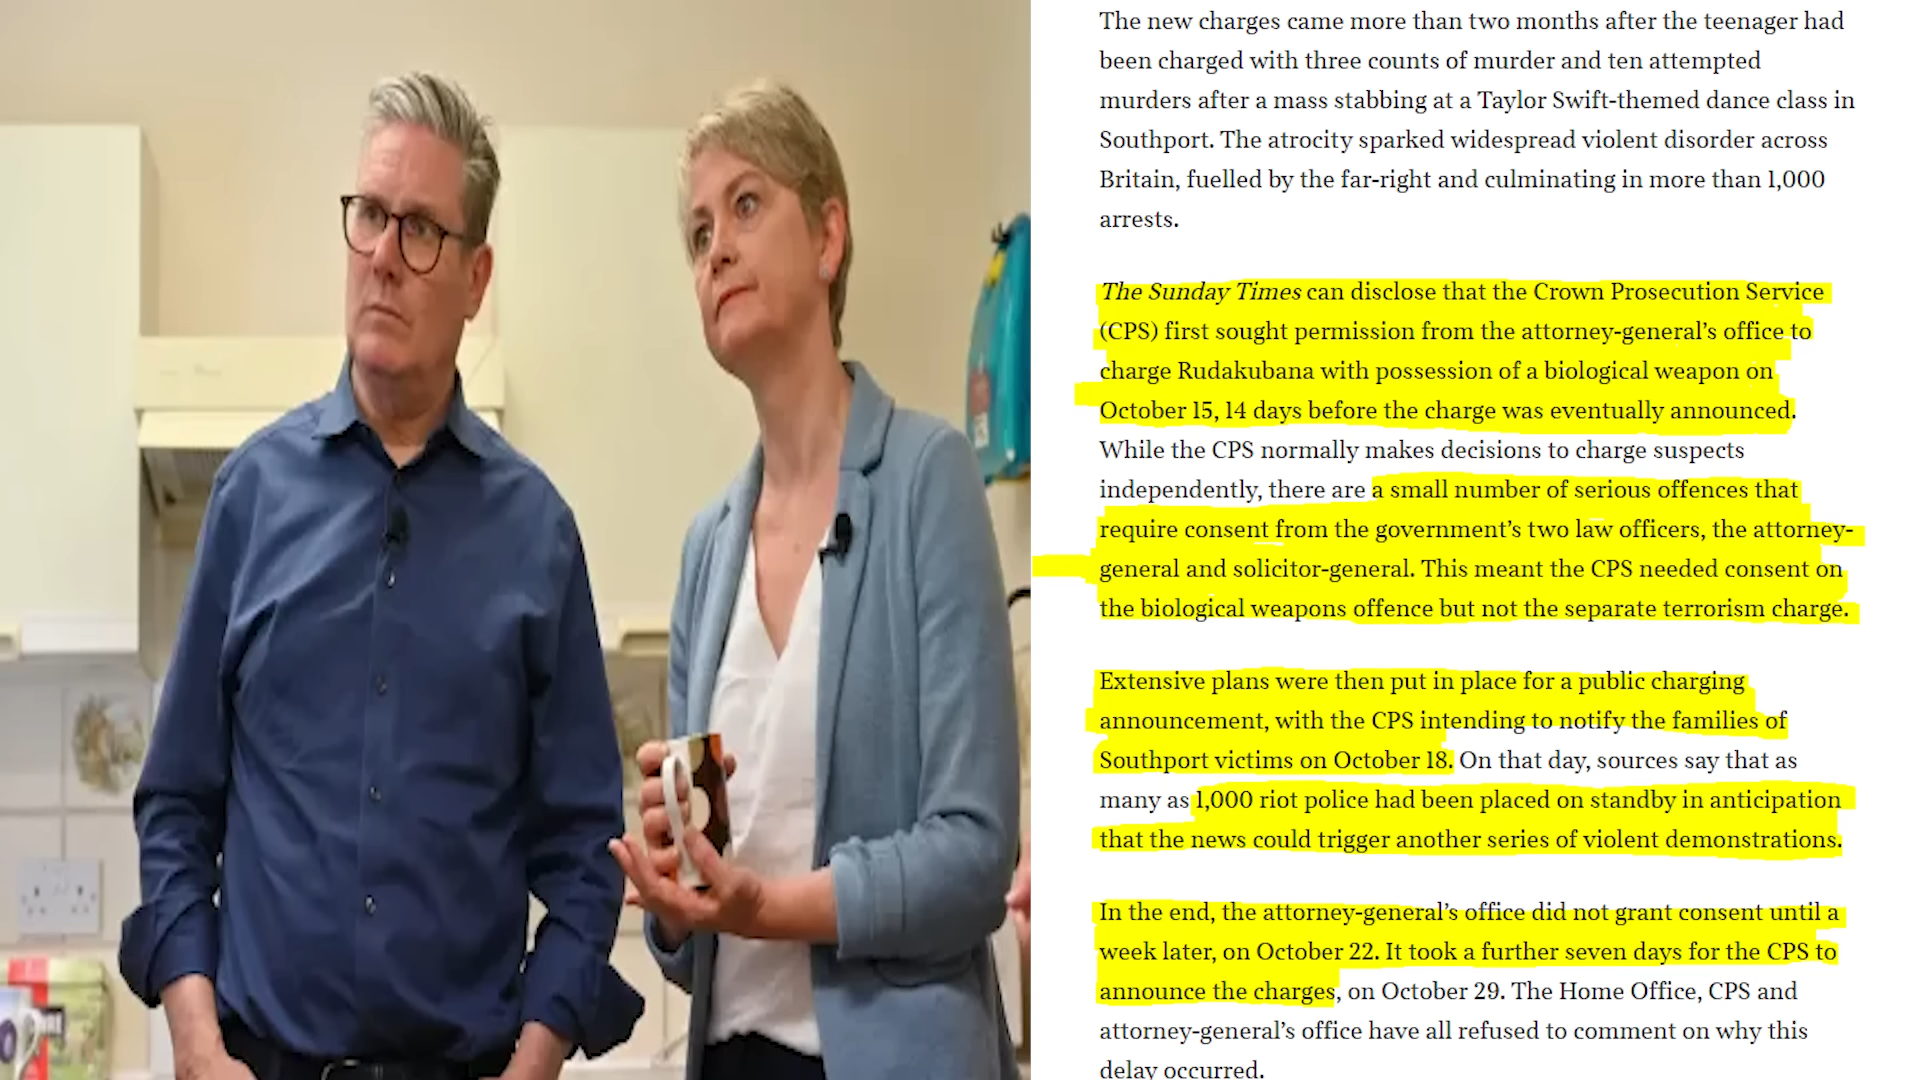 The new charges came more than two months after the teenager had
been charged with three counts of murder and ten attempted
murders after a mass stabbing at a Taylor Swift-themed dance class in
Southport. The atrocity sparked widespread violent disorder across
Britain, fuelled by the far-right and culminating in more than 1,000
arrests.
The Sunday Times can disclose that the Crown Prosecution Service
(CPS) first sought permission from the attorney-general’s office to
charge Rudakubana with possession of a biological weapon on
October 15, 14 days before the charge was eventually announced.
While the CPS normally makes decisions to charge suspects
independently, there are a small number of serious offences that
require consent from the government’s two law officers, the attorney-
general and solicitor-general. This meant the CPS needed consent on
the biological weapons offence but not the separate terrorism charge.
Extensive plans were then put in place for a public charging
announcement, with the CPS intending to notify the families of
Southport victims on October 18. On that day, sources say that as
many as 1,000 riot police had been placed on standby in anticipation
that the news could trigger another series of violent demonstrations.
In the end, the attorney-general’s office did not grant consent until a
week later, on October 22. It took a further seven days for the CPS to
announce the charges, on October 29. The Home Office, CPS and
attorney-general’s office have all refused to comment on why this
delay occurred.